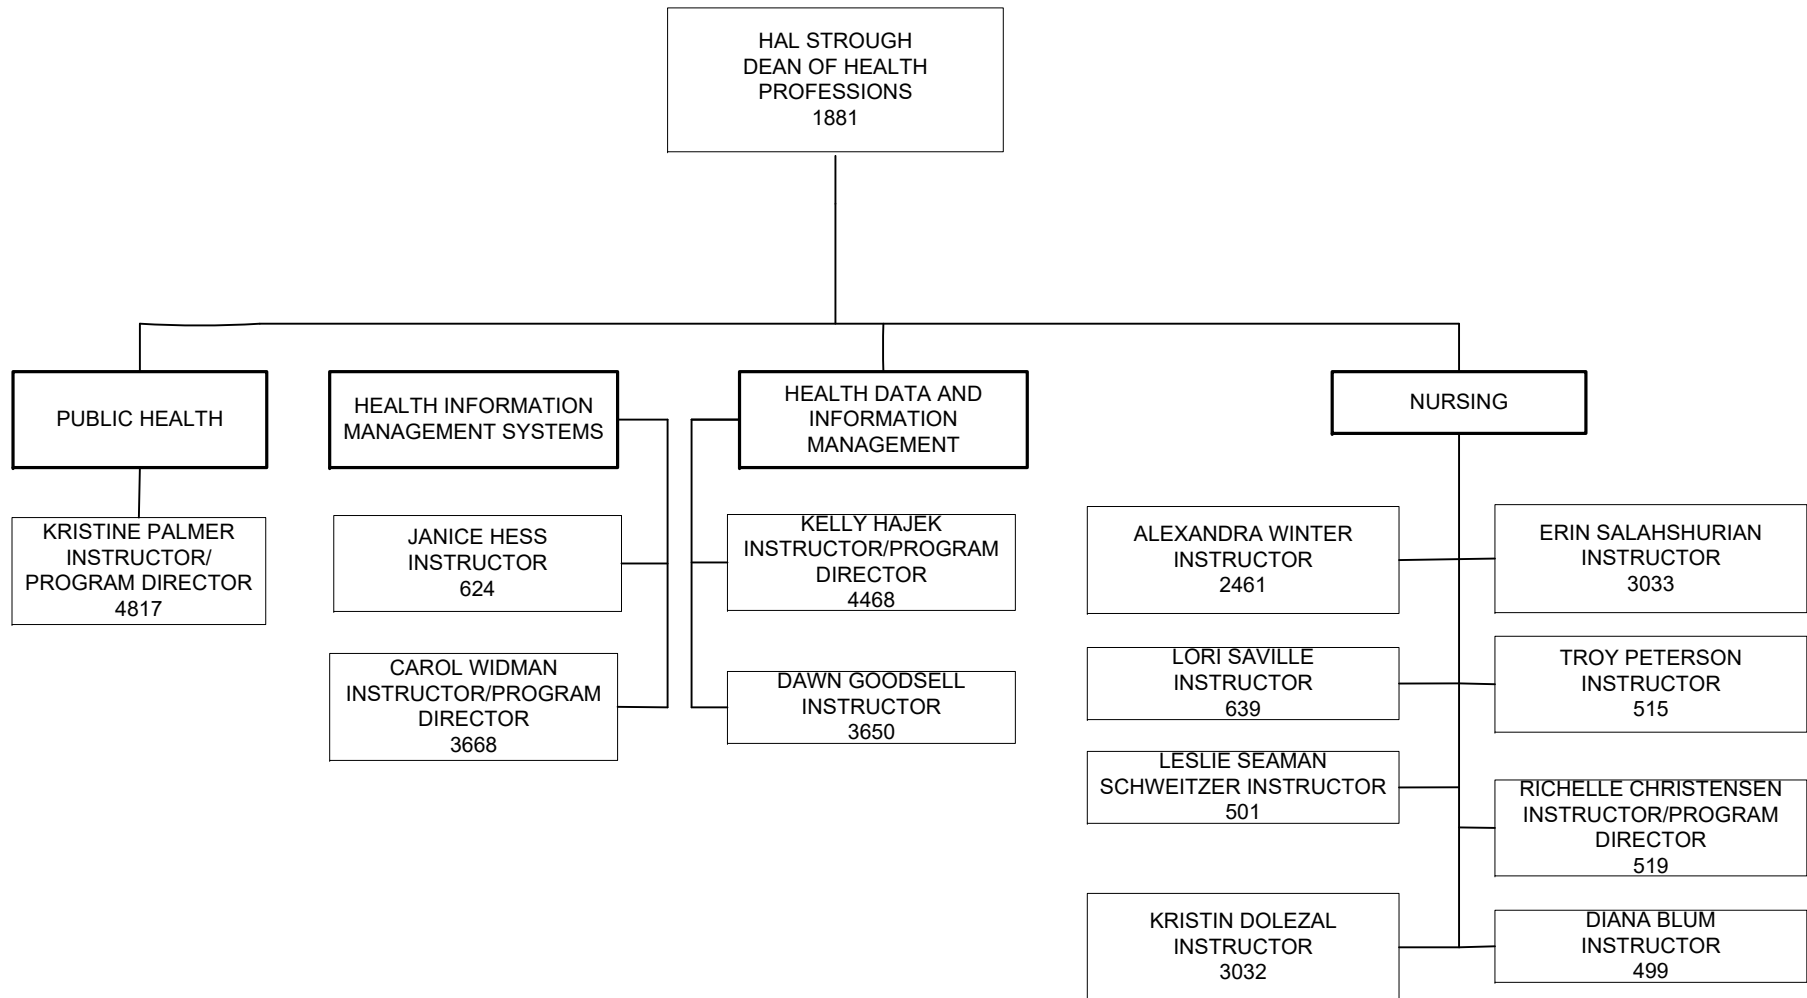 HAL STROUGH
DEAN OF HEALTH
PROFESSIONS
1881
PUBLIC HEALTH
HEALTH INFORMATION
MANAGEMENT SYSTEMS
HEALTH DATA AND
INFORMATION
MANAGEMENT
NURSING
KRISTINE PALMER
INSTRUCTOR/
PROGRAM DIRECTOR
4817
JANICE HESS
INSTRUCTOR
624
CAROL WIDMAN
INSTRUCTOR/PROGRAM
DIRECTOR
3668
KELLY HAJEK
INSTRUCTOR/PROGRAM
DIRECTOR
4468
DAWN GOODSELL
INSTRUCTOR
3650
ALEXANDRA WINTER
INSTRUCTOR
2461
ERIN SALAHSHURIAN
INSTRUCTOR
3033
LORI SAVILLE
INSTRUCTOR
639
TROY PETERSON
INSTRUCTOR
515
LESLIE SEAMAN
SCHWEITZER INSTRUCTOR
501
RICHELLE CHRISTENSEN
INSTRUCTOR/PROGRAM
DIRECTOR
519
KRISTIN DOLEZAL
INSTRUCTOR
3032
DIANA BLUM
INSTRUCTOR
499